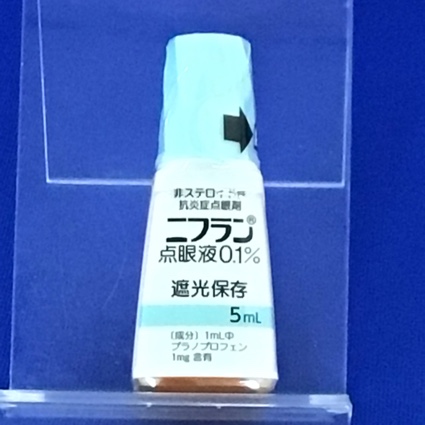 非ステロイド性
抗炎症点眼剤
ニフラン®
点眼液0.1%
遮光保存
5mL
(成分) 1mL中
プラノプロフェン
1mg 含有